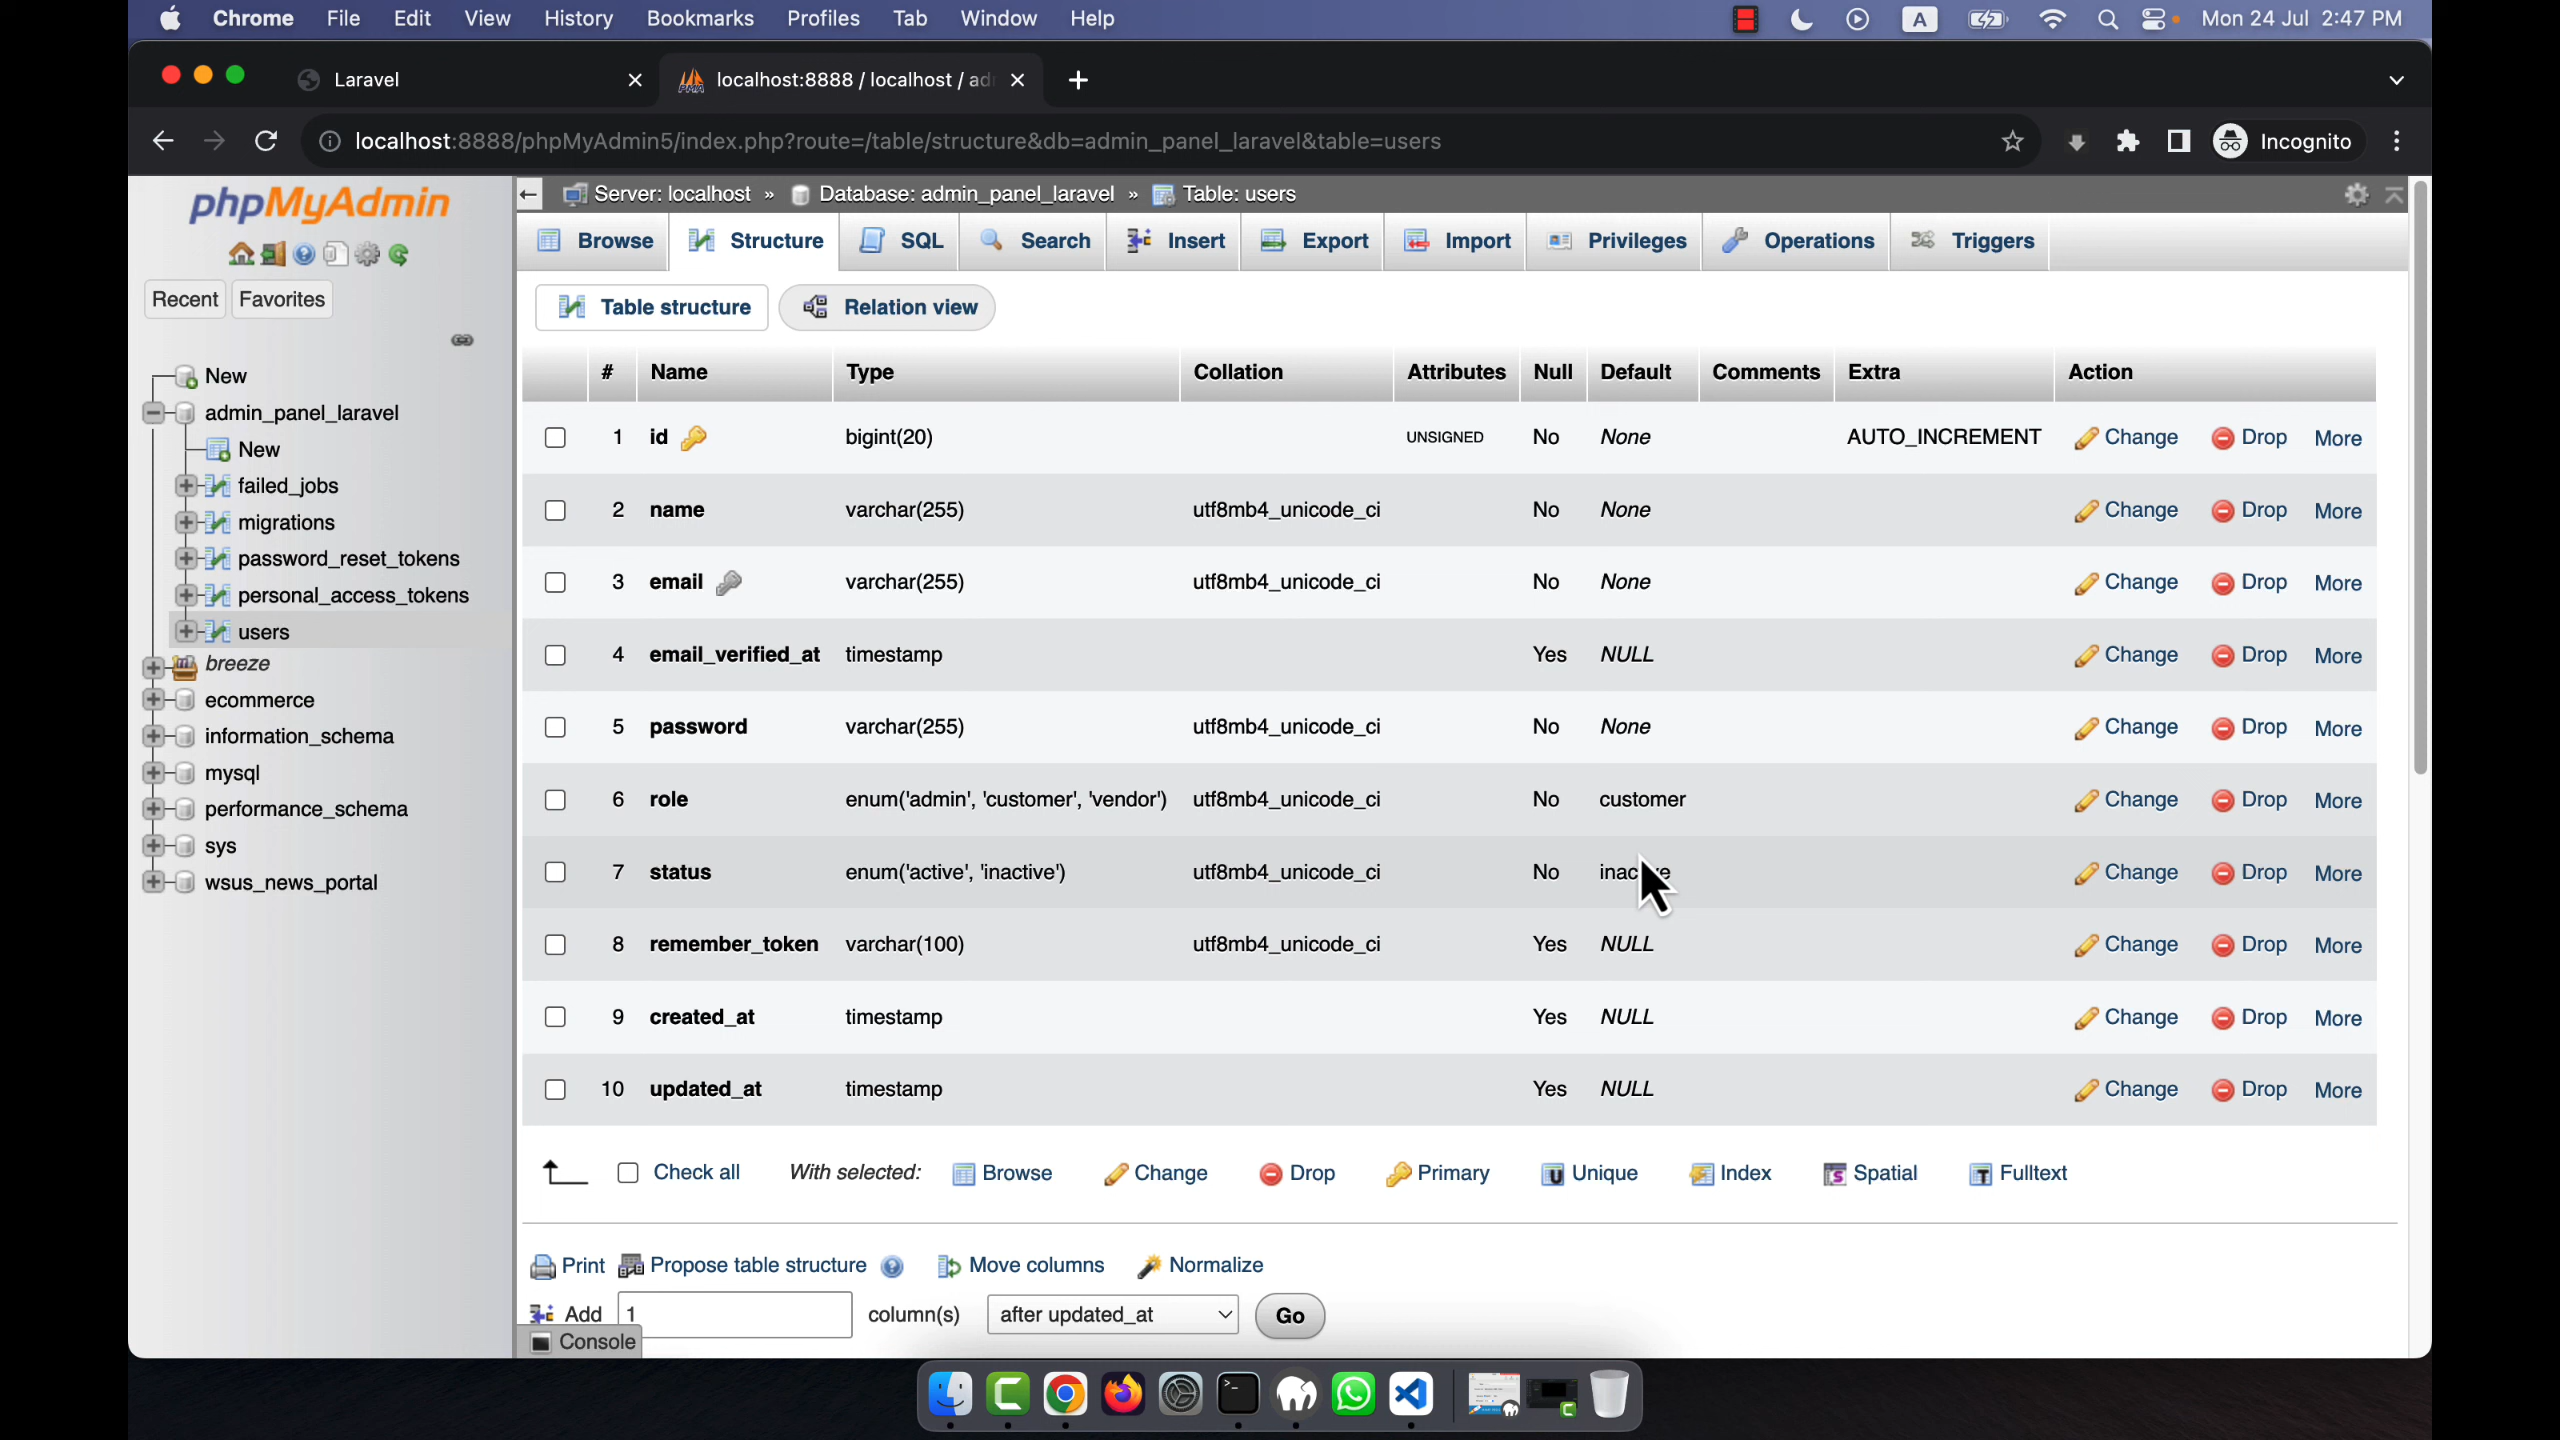 Chrome File Edit View History Bookmarks Profiles Tab Window Help A Mon 24 Jul 2:47 PM
Laravel localhost:8888 / localhost / adr
localhost:8888/phpMyAdmin5/index.php?route=/table/structure&db=admin_panel_laravel&table=users Incognito
phpMyAdmin
Recent Favorites
New
admin_panel_laravel
New
failed_jobs
migrations
password_reset_tokens
personal_access_tokens
users
breeze
ecommerce
information_schema
mysql
performance_schema
sys
wsus_news_portal
Server: localhost » Database: admin_panel_laravel » Table: users
Browse Structure SQL Search Insert Export Import Privileges Operations Triggers
Table structure Relation view
# Name Type Collation Attributes Null Default Comments Extra Action
1 id bigint(20) UNSIGNED No None AUTO_INCREMENT Change Drop More
2 name varchar(255) utf8mb4_unicode_ci No None Change Drop More
3 email varchar(255) utf8mb4_unicode_ci No None Change Drop More
4 email_verified_at timestamp Yes NULL Change Drop More
5 password varchar(255) utf8mb4_unicode_ci No None Change Drop More
6 role enum('admin', 'customer', 'vendor') utf8mb4_unicode_ci No customer Change Drop More
7 status enum('active', 'inactive') utf8mb4_unicode_ci No inactive Change Drop More
8 remember_token varchar(100) utf8mb4_unicode_ci Yes NULL Change Drop More
9 created_at timestamp Yes NULL Change Drop More
10 updated_at timestamp Yes NULL Change Drop More
Check all With selected: Browse Change Drop Primary Unique Index Spatial Fulltext
Print Propose table structure Move columns Normalize
Add 1 column(s) after updated_at Go
Console